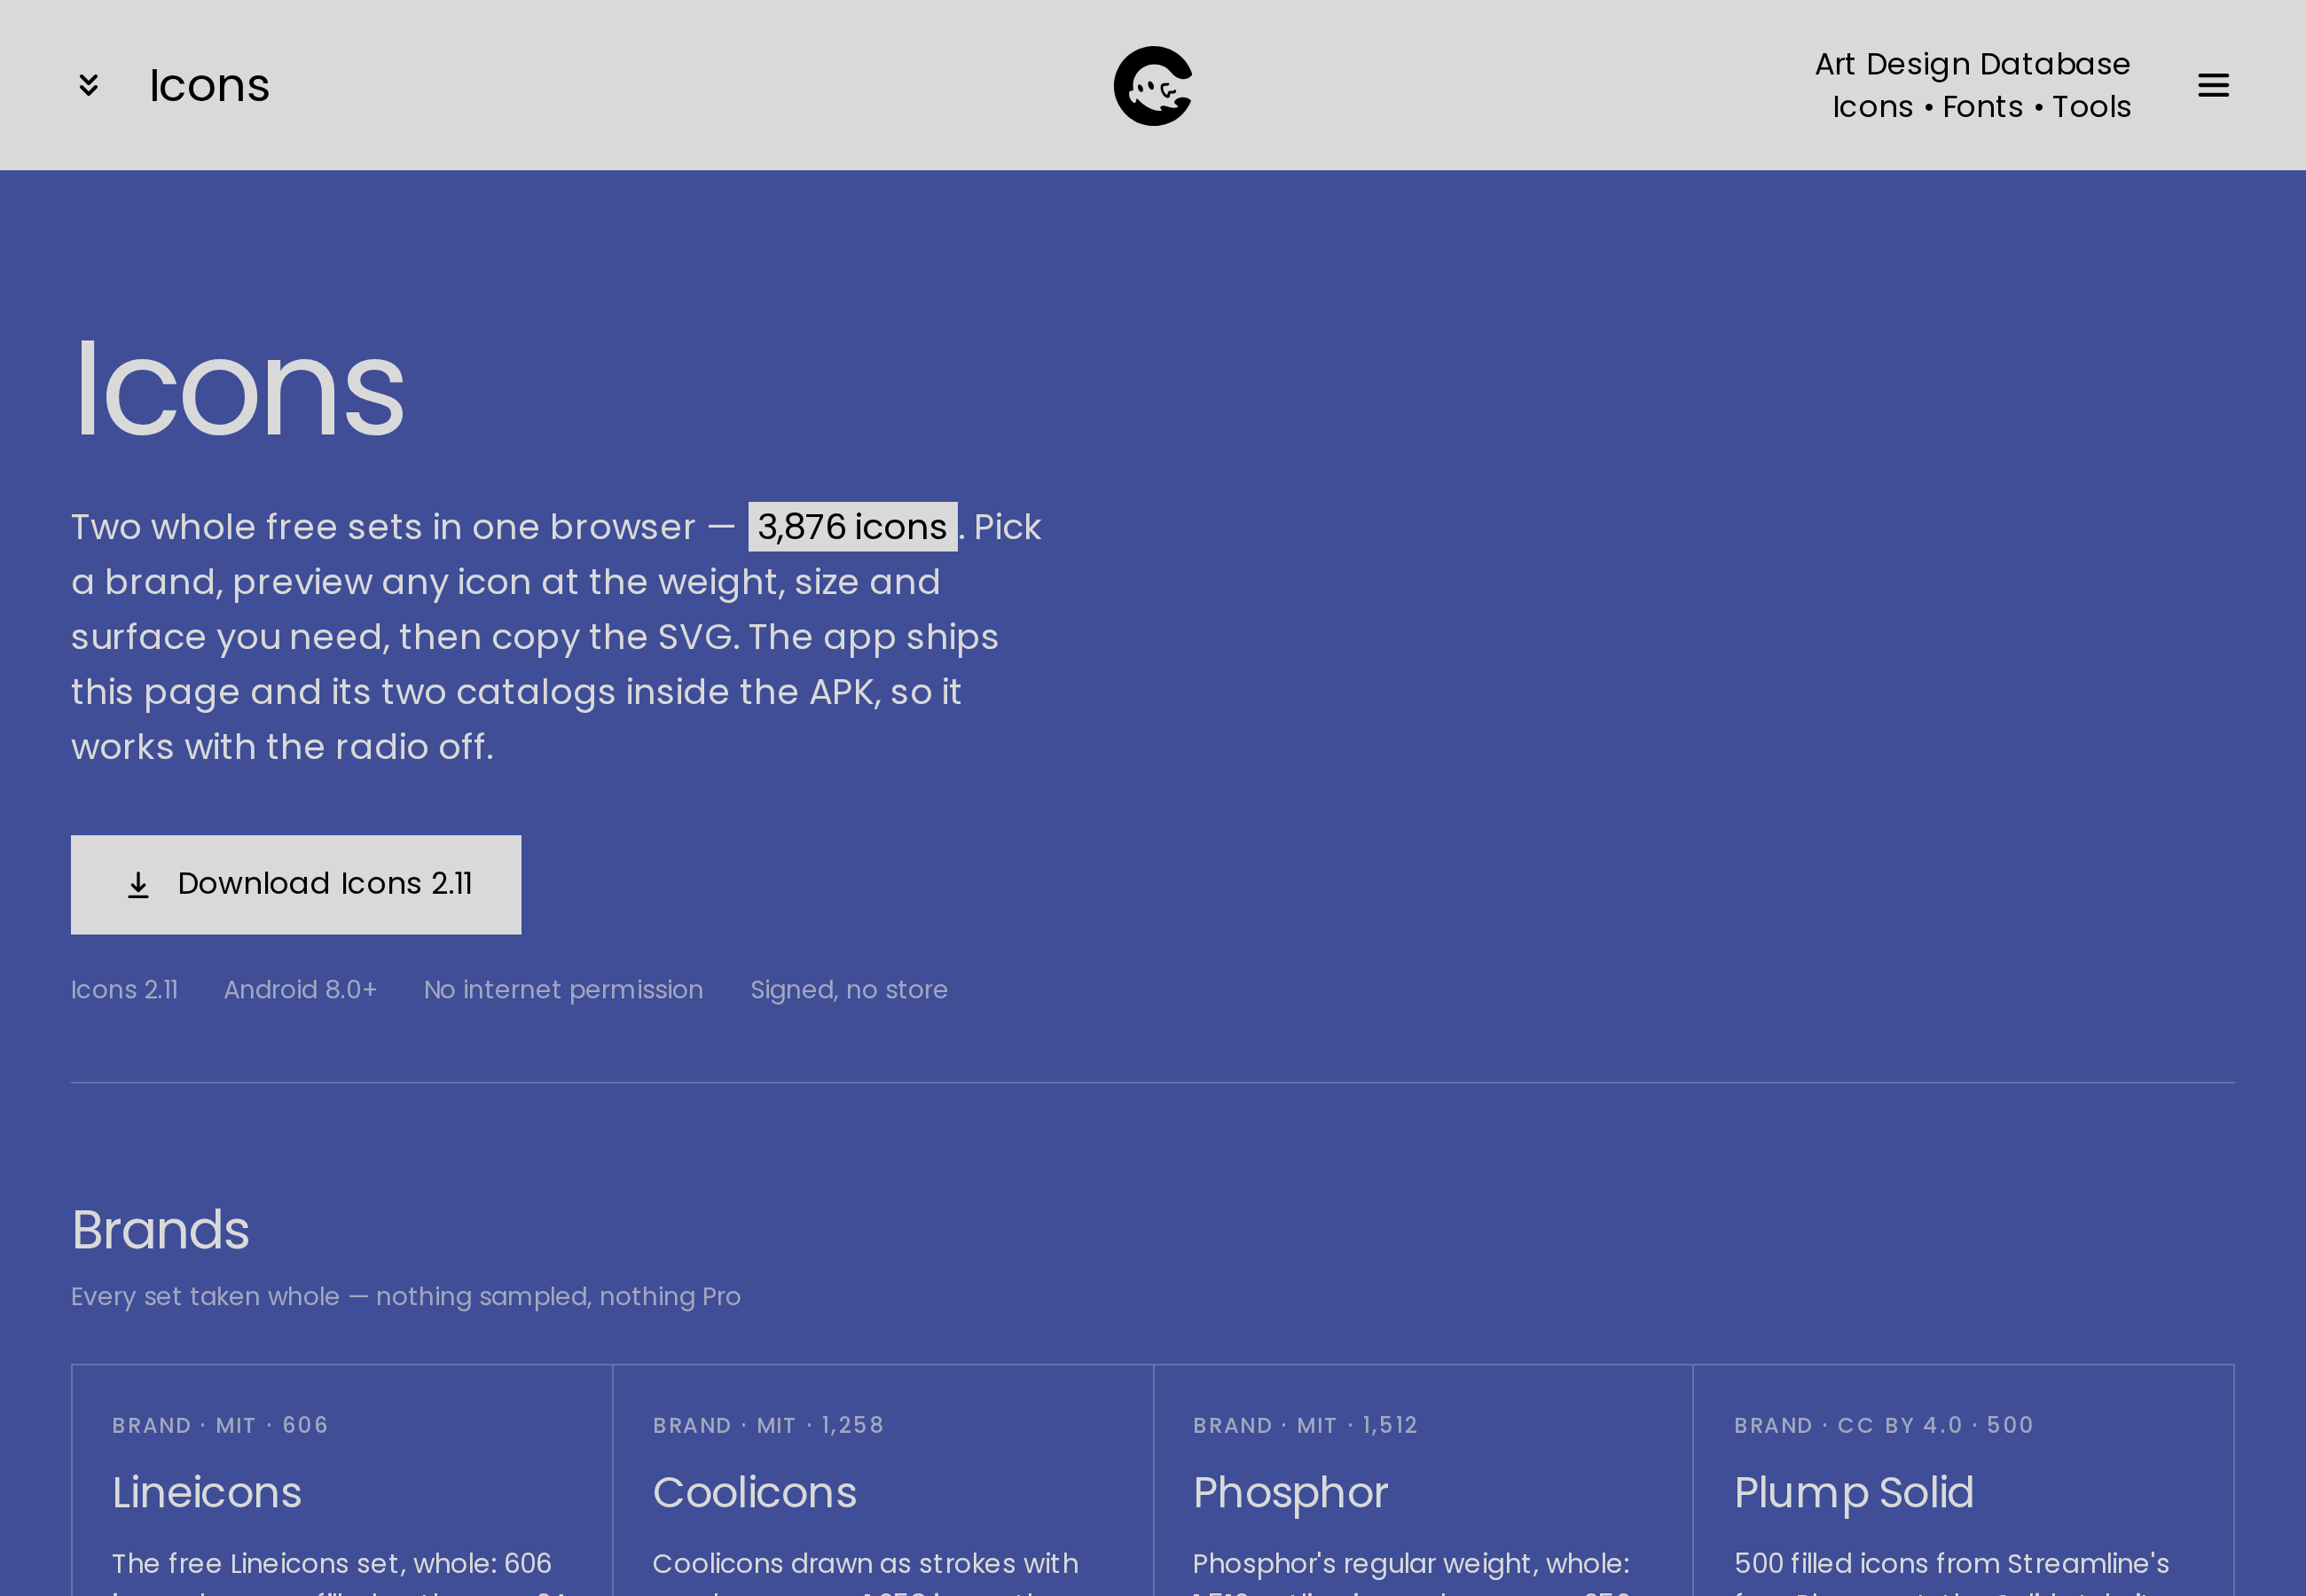 Icons
Art Design Database
Icons • Fonts • Tools
Icons
Two whole free sets in one browser — 3,876 icons. Pick
a brand, preview any icon at the weight, size and
surface you need, then copy the SVG. The app ships
this page and its two catalogs inside the APK, so it
works with the radio off.
Download Icons 2.11
Icons 2.11 Android 8.0+ No internet permission Signed, no store
Brands
Every set taken whole — nothing sampled, nothing Pro
BRAND · MIT · 606
Lineicons
The free Lineicons set, whole: 606
BRAND · MIT · 1,258
Coolicons
Coolicons drawn as strokes with
BRAND · MIT · 1,512
Phosphor
Phosphor's regular weight, whole:
BRAND · CC BY 4.0 · 500
Plump Solid
500 filled icons from Streamline's